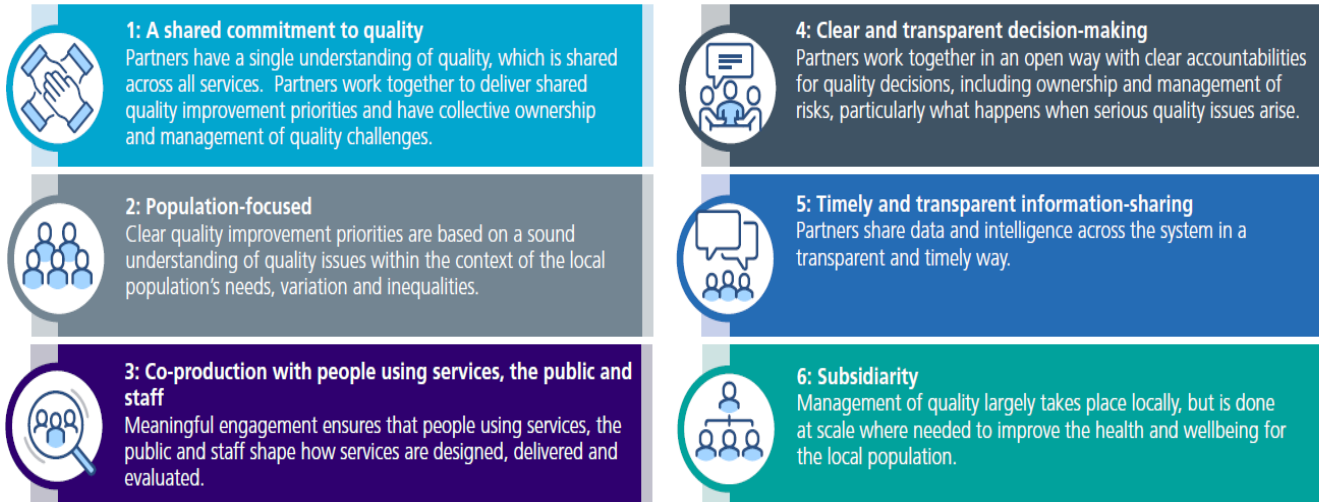 1: A shared commitment to quality
Partners have a single understanding of quality, which is shared
across all services. Partners work together to deliver shared
quality improvement priorities and have collective ownership
and management of quality challenges.
2: Population-focused
Clear quality improvement priorities are based on a sound
understanding of quality issues within the context of the local
population's needs, variation and inequalities.
3: Co-production with people using services, the public and
staff
Meaningful engagement ensures that people using services, the
public and staff shape how services are designed, delivered and
evaluated.
4: Clear and transparent decision-making
Partners work together in an open way with clear accountabilities
for quality decisions, including ownership and management of
risks, particularly what happens when serious quality issues arise.
5: Timely and transparent information-sharing
Partners share data and intelligence across the system in a
transparent and timely way.
6: Subsidiarity
Management of quality largely takes place locally, but is done
at scale where needed to improve the health and wellbeing for
the local population.